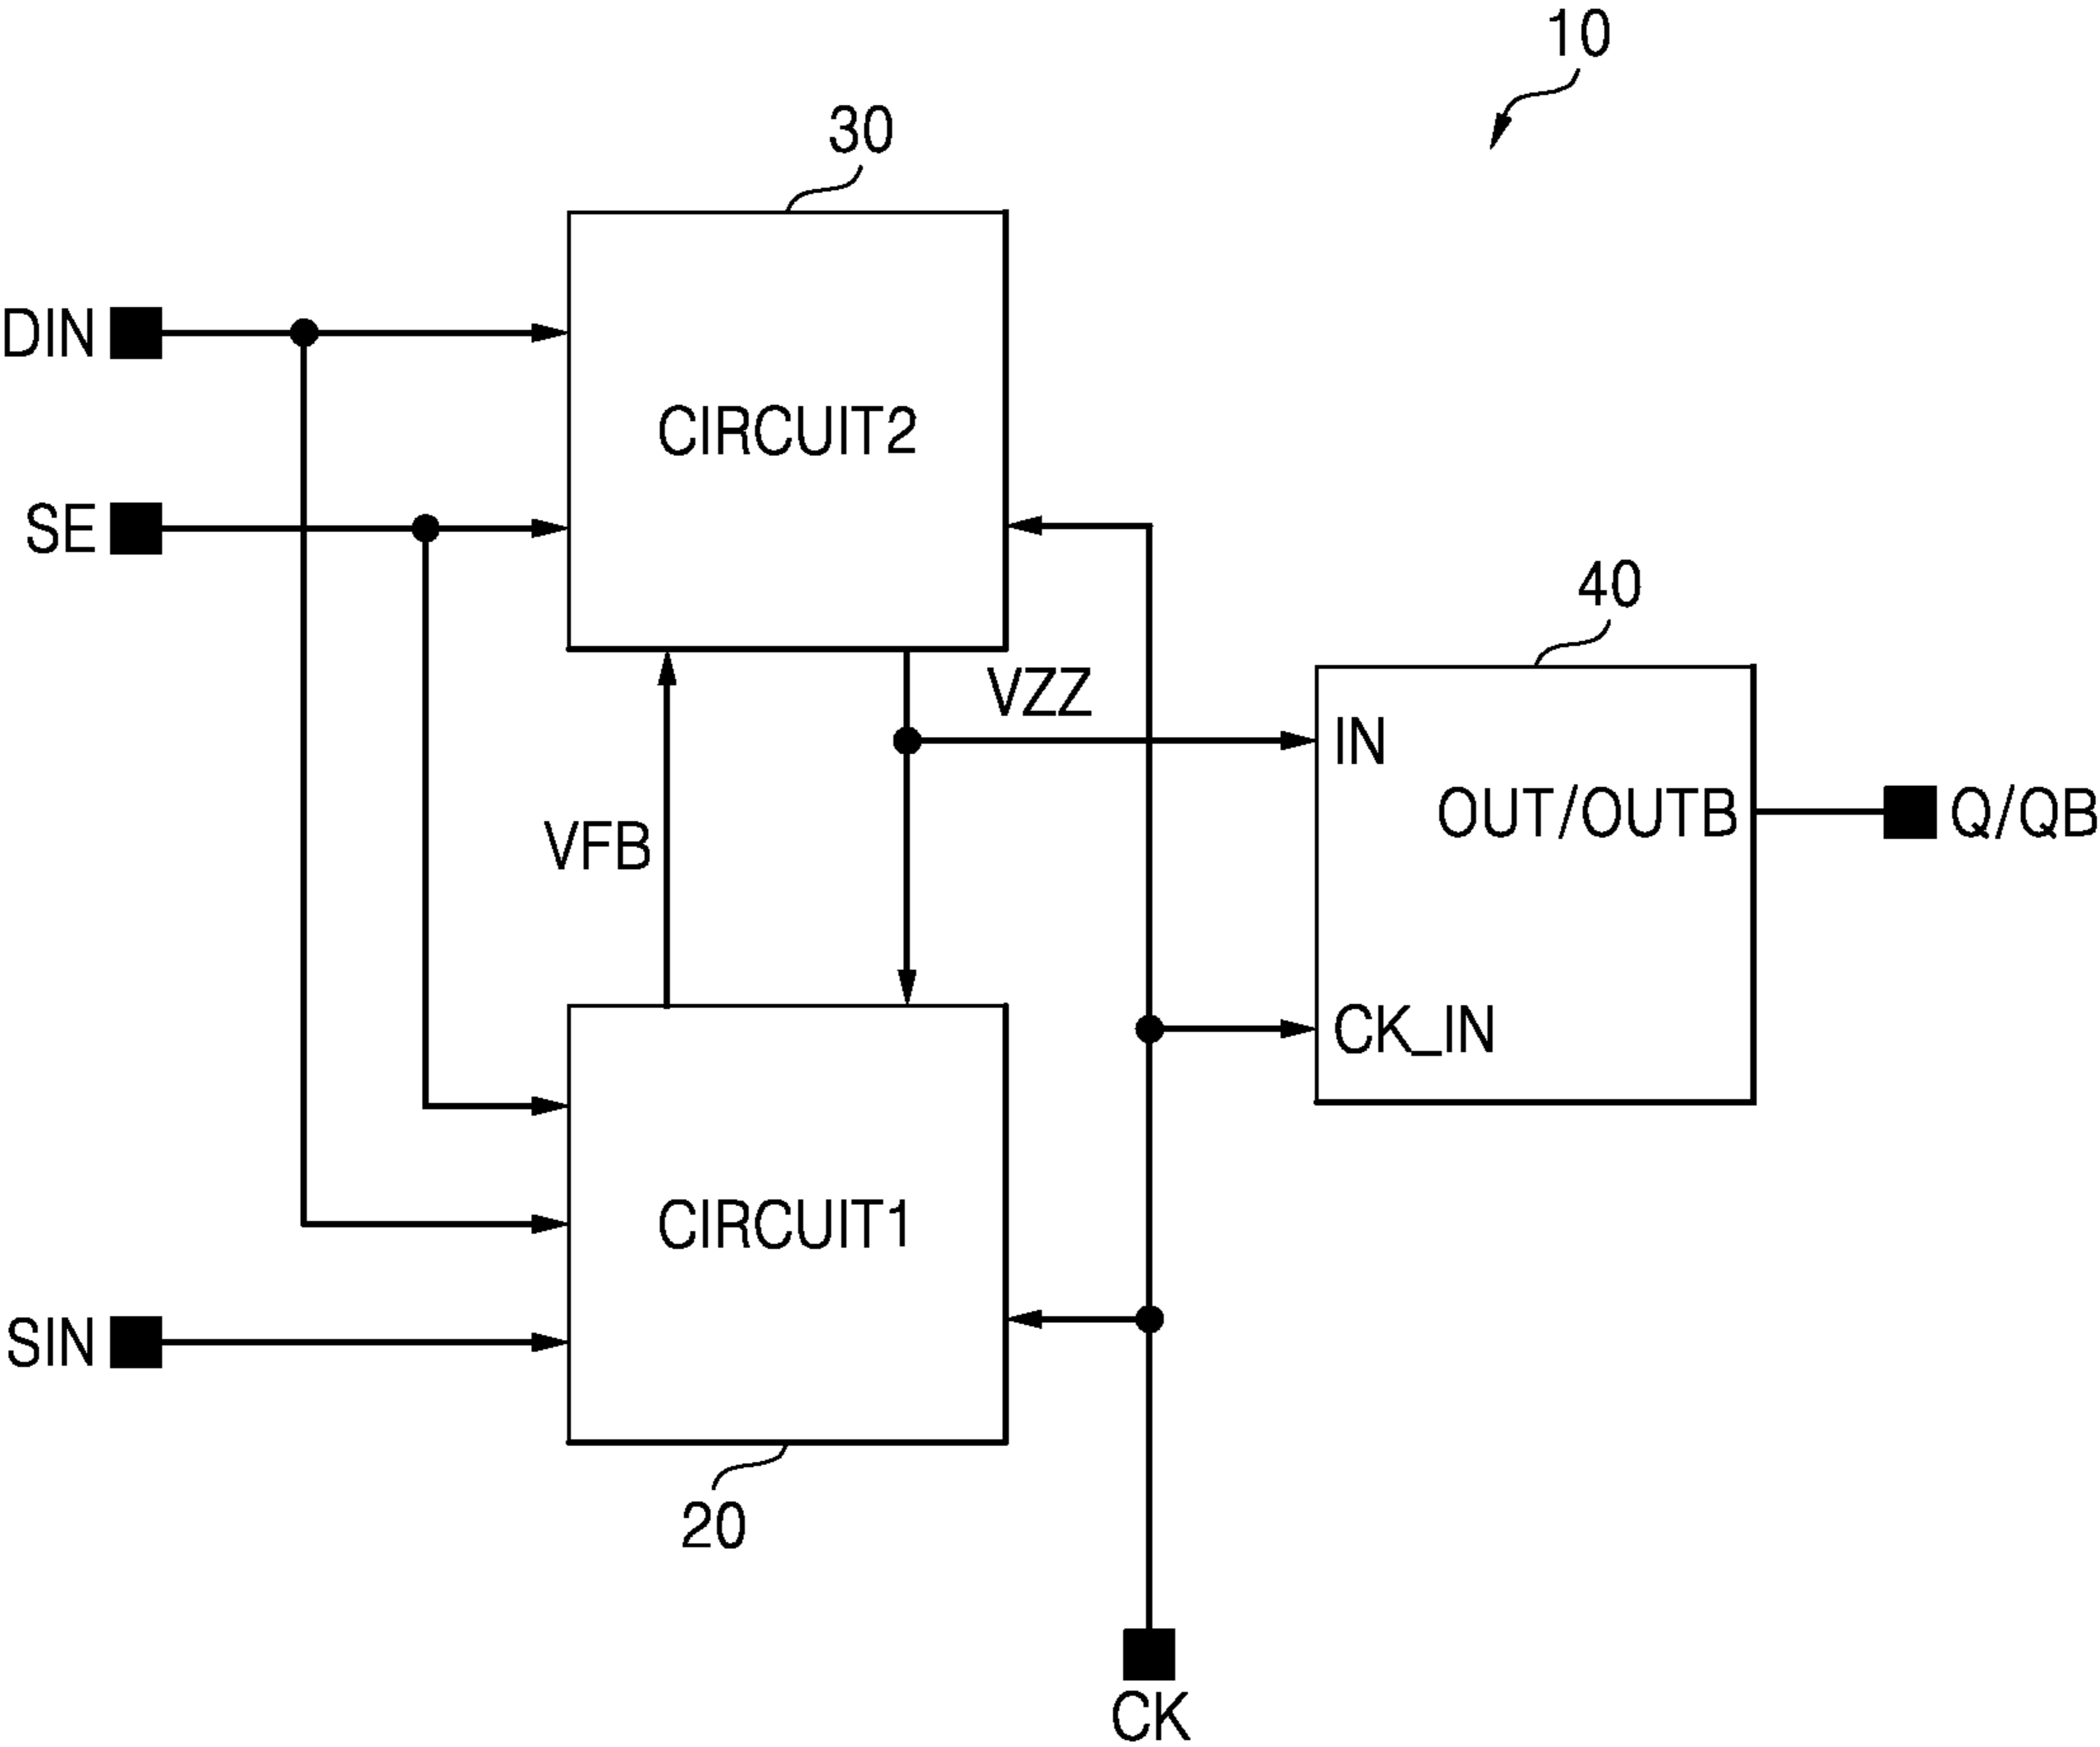 10
30
DIN
CIRCUIT2
SE
40
VZZ
IN
OUT/OUTB
Q/QB
VFB
CK_IN
CIRCUIT1
SIN
20
CK